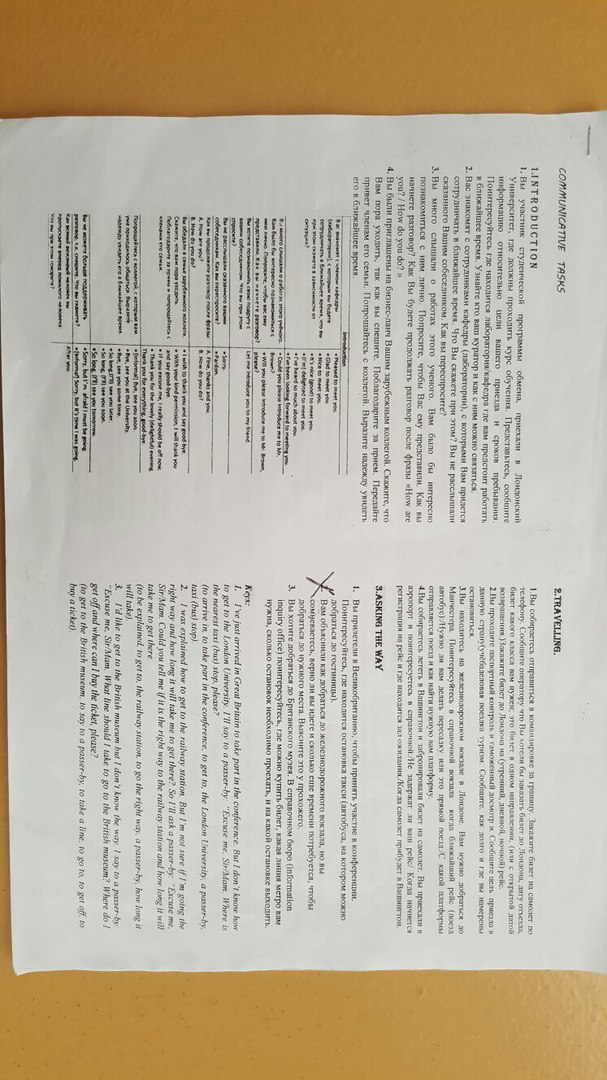 COMMUNICATIVE TASKS
1.INTRODUCTION
1. Вы участник студенческой программы обмена, приехали в Лондонский
Университет, где должны проходить курс обучения. Представьтесь, сообщите
информацию относительно цели вашего приезда и сроков пребывания.
Поинтересуйтесь где находится лаборатория/кафедра где вам предстоит работать
в ближайшее время. Узнайте кто ваш куратор и как с ним можно связаться.
2. Вас знакомят с сотрудниками кафедры (лаборатории), с которыми Вам придется
сотрудничать в ближайшее время. Что Вы скажете при этом? Вы не расслышали
сказанного Вашим собеседником. Как вы переспросите?
3. Вы много слышали о работах этого ученого. Вам было бы интересно
познакомиться с ним лично. Попросите, чтобы Вас ему представили. Как вы
начнете разговор? Как Вы будете продолжать разговор после фразы «How are
you? / How do you? »
4. Вы были приглашены на бизнес-ланч Вашим зарубежным коллегой. Скажите, что
Вам пора уходить, так как вы спешите. Поблагодарите за прием. Передайте
привет членам его семьи. Попрощайтесь с коллегой. Выразите надежду увидеть
его в ближайшее время.
Introduction
Вас знакомят с членом кафедры
(лаборатории), с которым вы будете
сотрудничать в ближайшее время, что вы
при этом скажете в зависимости от
ситуации?
• Pleased to meet you.
• Glad to meet you.
• Nice to meet you.
• It's nice (good) to meet you.
• (I'm) delighted to meet you.
• I've heard so much about you.
• I've been looking forward to meeting you.
Вы много слышали о работах этого учёного.
Вам было бы интересно познакомиться с
ним лично. Попросите, чтобы вас ему
представили. Как вы начнете разговор?
• Could you please introduce me to Mr.
Brown?
• Will you please introduce me to Mr. Brown,
please?
Вы хотите познакомить свою подругу с
вашим собеседником. Что вы при этом
спросите?
Let me introduce you to my friend.
Вы не расслышали сказанного вашим
собеседникам. Как вы переспросите?
• Sorry.
• Pardon.
Как вы продолжите разговор после фразы:
A. How are you?
B. How do you do?
A. Fine, thanks and you.
B. How do you do?
Вы обедали в семье зарубежного коллеги.
Скажите, что вам пора уходить.
Поблагодарите за прием и попрощайтесь с
членами его семьи.
• I wish to thank you and say good-bye.
• With your kind permission, I will thank you
and say good-bye.
• If you excuse me, I really should be off now.
• Thank you for the lovely (delightful) evening.
Thank you for everything, good-bye.
Попрощайтесь с коллегой, с которым вам
уже приходилось общаться. Выразите
надежду увидеть его в ближайшее время.
• (Informal) Bye, see you soon.
• Bye, see you at the University.
• Bye, see you some time.
• So long,(I'll) see you later.
• So long, (I'll) see you soon.
• So long, (I'll) see you tomorrow.
Вы не можете больше поддерживать
разговор, т.к. спешите. Что вы скажете?
• Sorry, but I'm afraid I must be going.
• (Informal) Sorry, but it's time I was going.
Как всякий вежливый человек вы
пропускаете вперед пожилого человека.
Что вы при этом говорите?
After you.
2.TRAVELLING.
1.Вы собираетесь отправиться в командировке за границу. Закажите билет на самолет по
телефону. Сообщите оператору что Вы хотели бы заказать билет до Лондона, дату отъезда,
билет какого класса вам нужен; это билет в одном направлении, (или с открытой датой
возвращения.)Закажите билет до Лондона на (утренний, дневной, ночной) рейс.
2.Вы проходите паспортный контроль и таможенный досмотр и. Сообщите цель приезда в
данную страну(учёбаделовая поездка туризм. Сообщите. как долго и где вы намерены
остановиться.
3.Вы находитесь на железнодорожном вокзале в Лондоне. Вам нужно добраться до
Манчестера. Поинтересуйтесь в справочной вокзала когда ближайший рейс (поезд
автобус)/Нужно ли вам делать пересадку или это прямой поезд./С какой платформы
отправляется поезд и как найти нужную вам платформу.
4.Вы собираетесь лететь в Вашингтон и забронировали билет на самолет. Вы приехали в
аэропорт и поинтересуетесь в справочной:/Не задержат ли ваш рейс/ Когда начнется
регистрация на рейс и где находится зал ожидания./Когда самолет прибудет в Вашингтон.
3.ASKING THE WAY
1. Вы прилетели в Великобританию, чтобы принять участие в конференции.
Поинтересуйтесь, где находится остановка такси (автобуса, на котором можно
добраться до гостиницы).
2. Вам объяснили как добраться до железнодорожного вокзала, но вы
сомневаетесь, верно ли вы идете и сколько еще времени потребуется, чтобы
добраться до нужного места. Выясните это у прохожего.
3. Вы хотите добраться до Британского музея. В справочном бюро (information
inquiry office) поинтересуйтесь, где можно купить билет, какая линия метро вам
нужна, сколько остановок необходимо проехать, и на какой остановке выходить.
Keys:
1. I've just arrived in Great Britain to take part in the conference. But I don't know how
to get to the London University. I'll say to a passer-by: "Excuse me, Sir/Mam. Where is
the nearest taxi (bus) stop, please?
(to arrive in, to take part in the conference, to get to, the London University, a passer-by,
taxi (bus) stop).
2. I was explained how to get to the railway station. But I'm not sure if I'm going the
right way and how long it will take me to get there? So I'll ask a passer-by: "Excuse me,
Sir/Mam. Could you tell me if it is the right way to the railway station and how long it will
take me to get there.
(to be explained, to get to, the railway station, to go the right way, a passer-by, how long it
will take).
3. I'd like to get to the British museum but I don't know the way. I say to a passer-by:
"Excuse me, Sir/Mam. What line should I take to go to the British museum? Where do I
get off and where can I buy the ticket, please?
(to get to the British museum, to say to a passer-by, to take a line, to go to, to get off, to
buy a ticket).